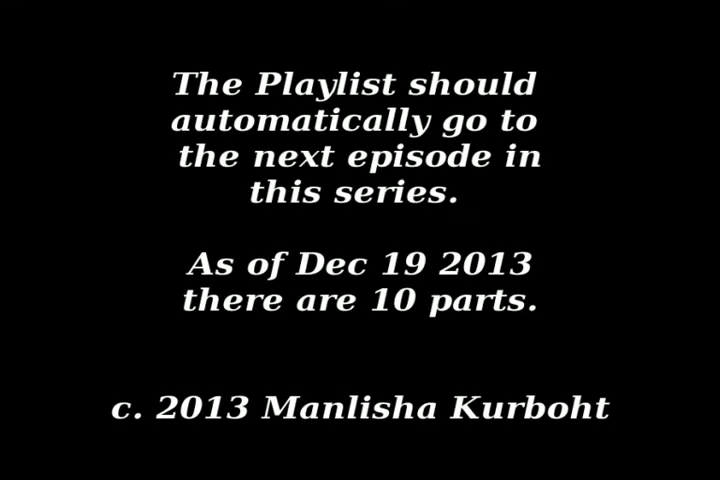 The Playlist should
automatically go to
the next episode in
this series.
As of Dec 19 2013
there are 10 parts.
c. 2013 Manlisha Kurboht